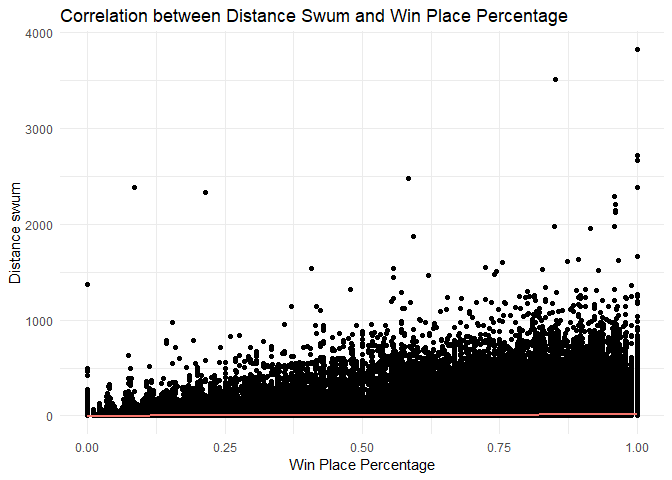 Correlation between Distance Swum and Win Place Percentage
4000
3000
2000
1000
0
Distance swum
0.00 0.25 0.50 0.75 1.00
Win Place Percentage